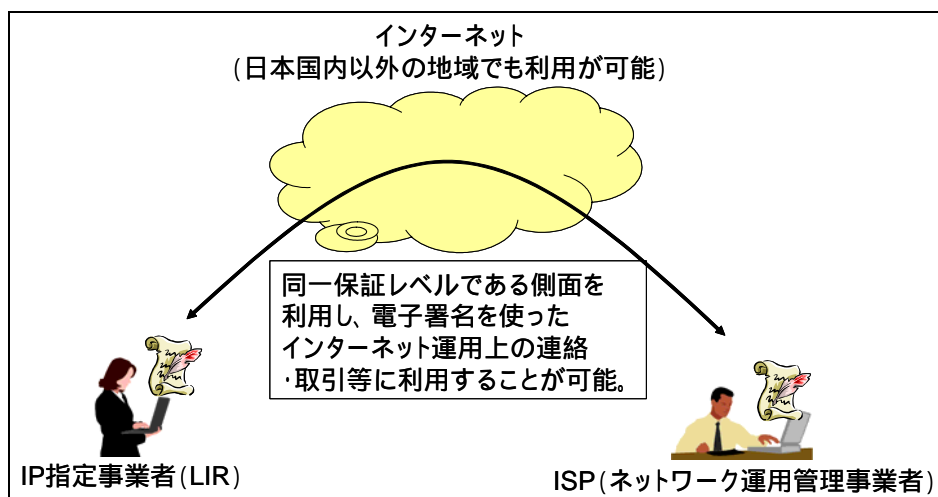 インターネット
(日本国内以外の地域でも利用が可能)
同一保証レベルである側面を
利用し、電子署名を使った
インターネット運用上の連絡
・取引等に利用することが可能。
IP指定事業者(LIR)
ISP(ネットワーク運用管理事業者)